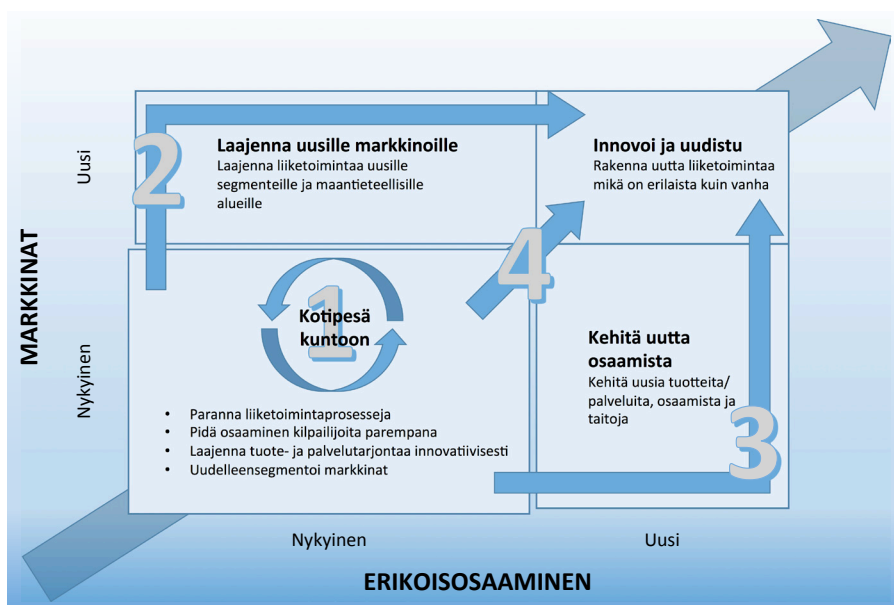 MARKKINAT
Uusi
Nykyinen
2
Laajenna uusille markkinoille
Laajenna liiketoimintaa uusille
segmenteille ja maantieteellisille
alueille
Innovoi ja uudistu
Rakenna uutta liiketoimintaa
mikä on erilaista kuin vanha
1
Kotipesä
kuntoon
• Paranna liiketoimintaprosesseja
• Pidä osaaminen kilpailijoita parempana
• Laajenna tuote- ja palvelutarjontaa innovatiivisesti
• Uudelleensegmentoi markkinat
4
Kehitä uutta
osaamista
Kehitä uusia tuotteita/
palveluita, osaamista ja
taitoja
3
Nykyinen
Uusi
ERIKOISOSAAMINEN